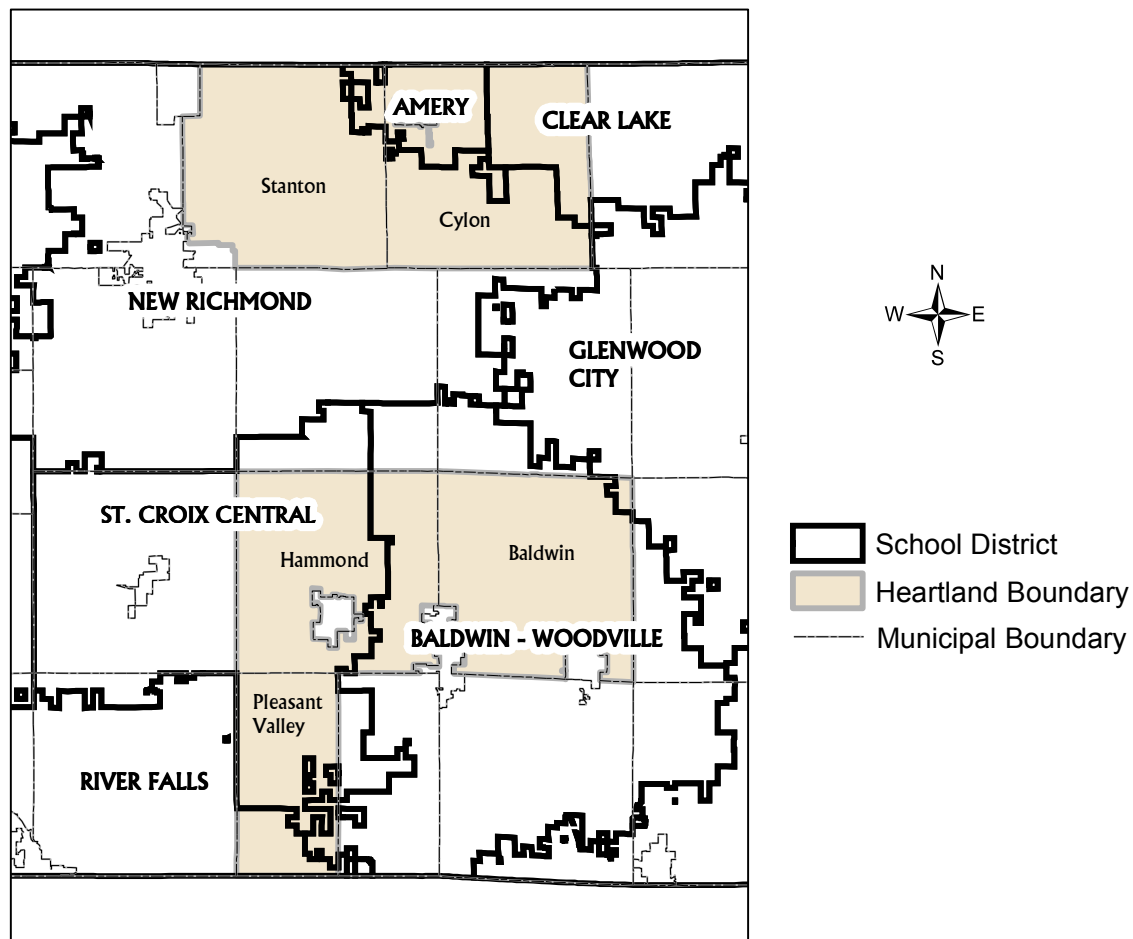 AMERY
CLEAR LAKE
Stanton
Cylon
NEW RICHMOND
GLENWOOD
CITY
ST. CROIX CENTRAL
Hammond
Baldwin
BALDWIN - WOODVILLE
Pleasant
Valley
RIVER FALLS
N
W
E
S
School District
Heartland Boundary
Municipal Boundary